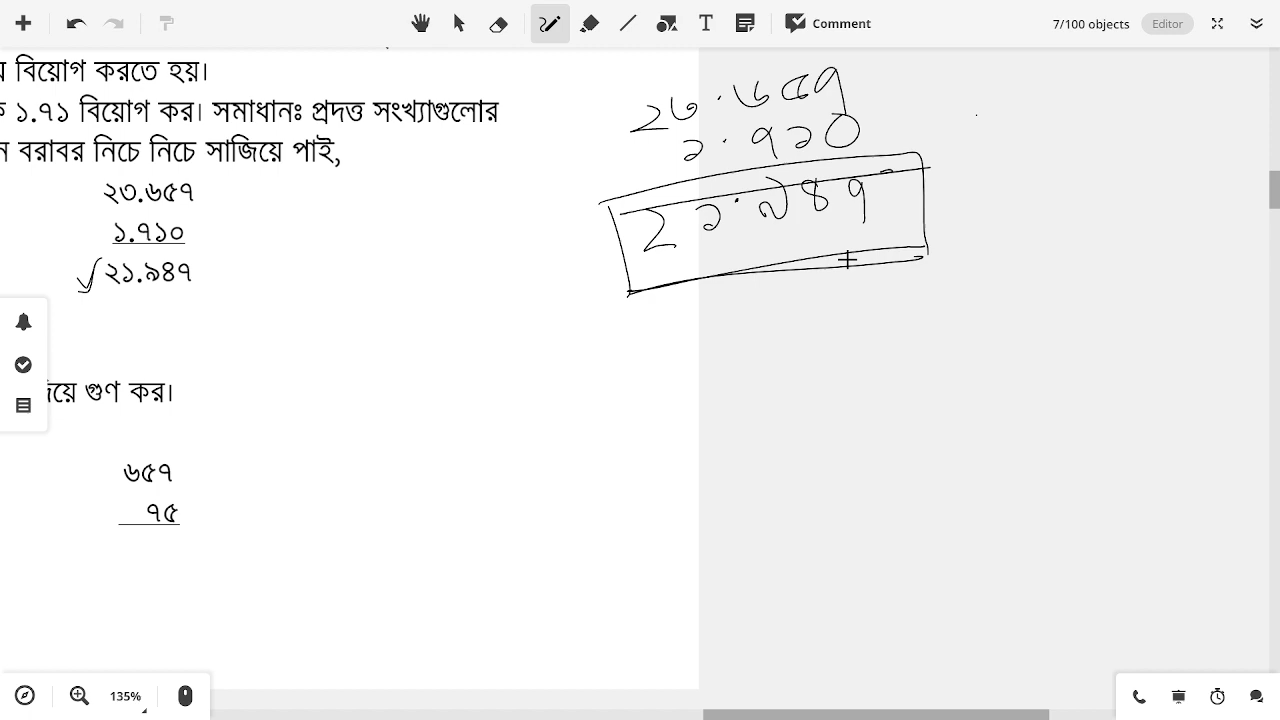 Comment
7/100 objects
Editor
য় বিয়োগ করতে হয়।
১.৭১ বিয়োগ কর। সমাধানঃ প্রদত্ত সংখ্যাগুলোর
ন বরাবর নিচে নিচে সাজিয়ে পাই,
২৩.৬৫৭
১.৭১০
২১.৯৪৭
২৩.৬৫৭
১.৭১০
২১.৯৪৭
গুণ কর।
৬৫৭
৭৫
135%